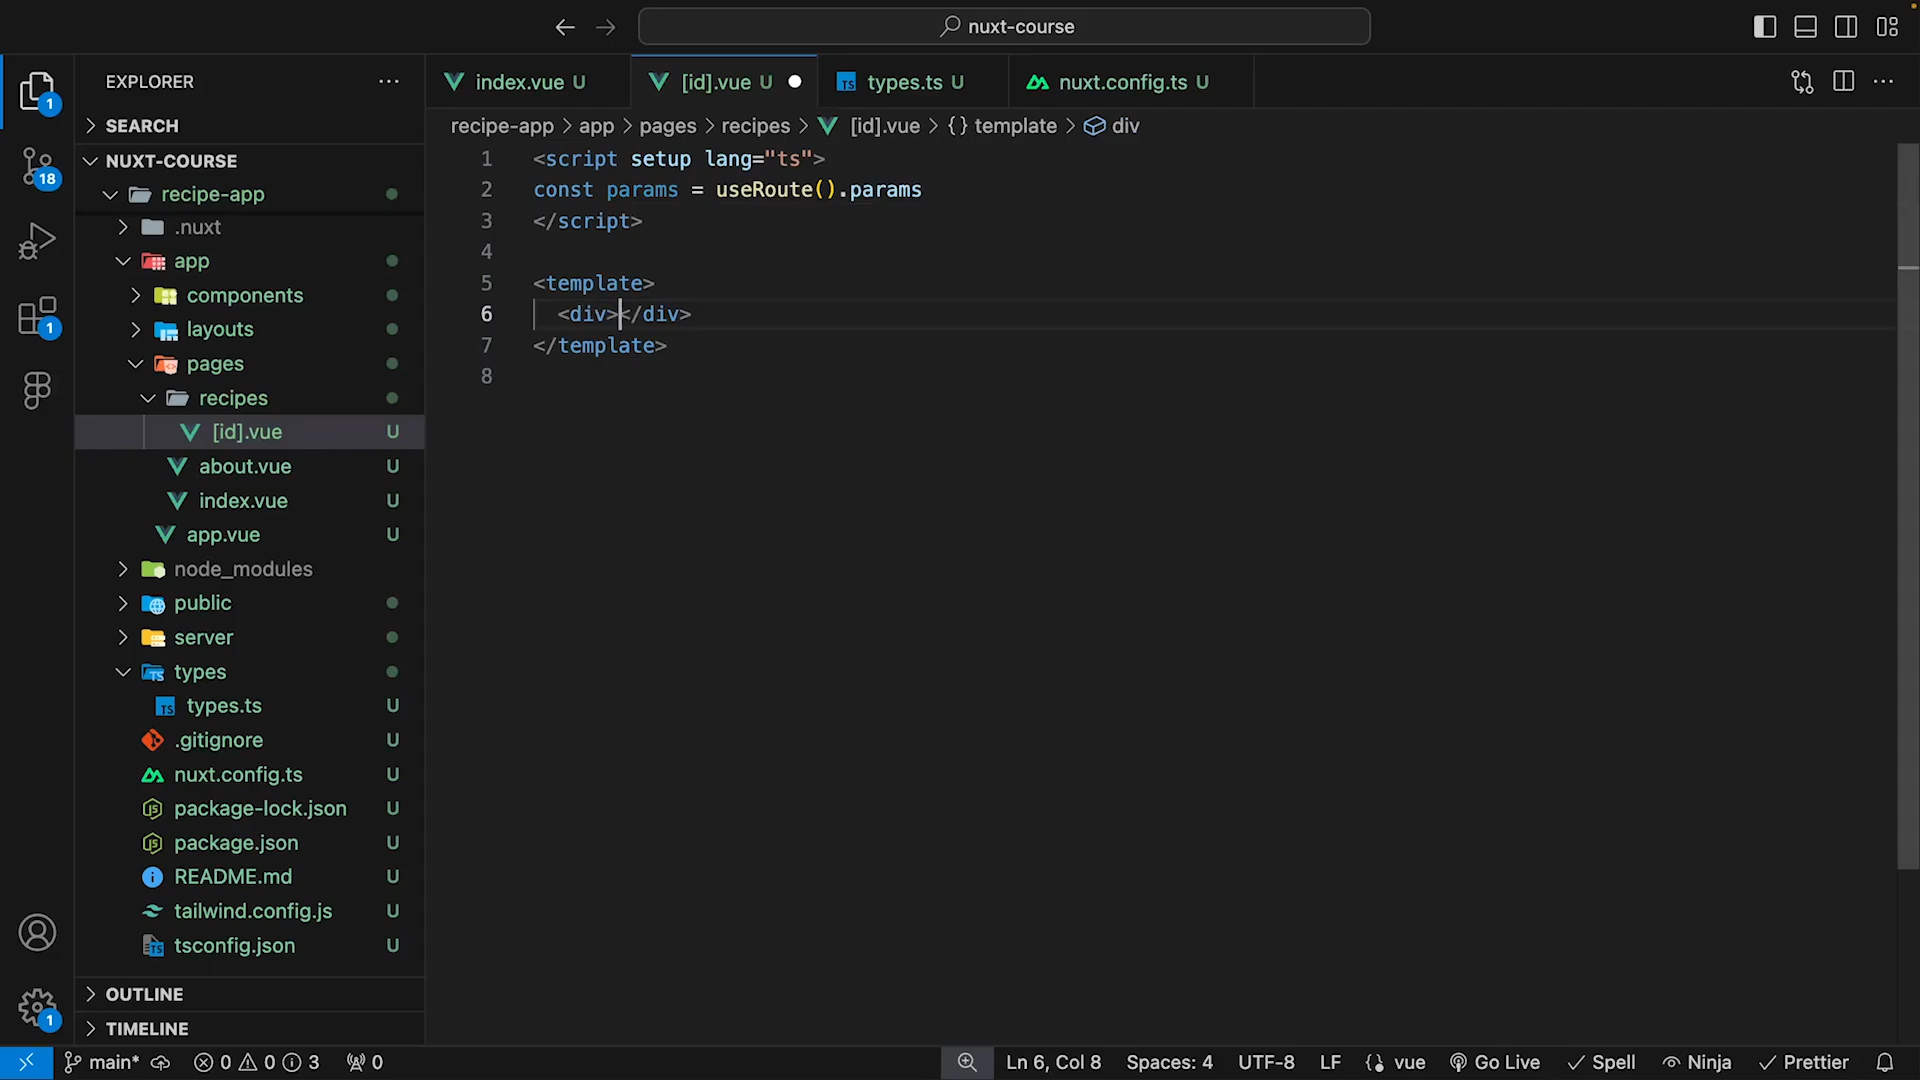 nuxt-course
EXPLORER
SEARCH
NUXT-COURSE
recipe-app
.nuxt
app
components
layouts
pages
recipes
[id].vue U
about.vue U
index.vue U
app.vue U
node_modules
public
server
types
types.ts U
.gitignore U
nuxt.config.ts U
package-lock.json U
package.json U
README.md U
tailwind.config.js U
tsconfig.json U
OUTLINE
TIMELINE
1
18
1
1
index.vue U
[id].vue U
types.ts U
nuxt.config.ts U
recipe-app > app > pages > recipes > [id].vue > {} template > div
1 <script setup lang="ts">
2 const params = useRoute().params
3 </script>
4
5 <template>
6 <div></div>
7 </template>
8
main* 0 0 3 0 Ln 6, Col 8 Spaces: 4 UTF-8 LF {} vue Go Live Spell Ninja Prettier